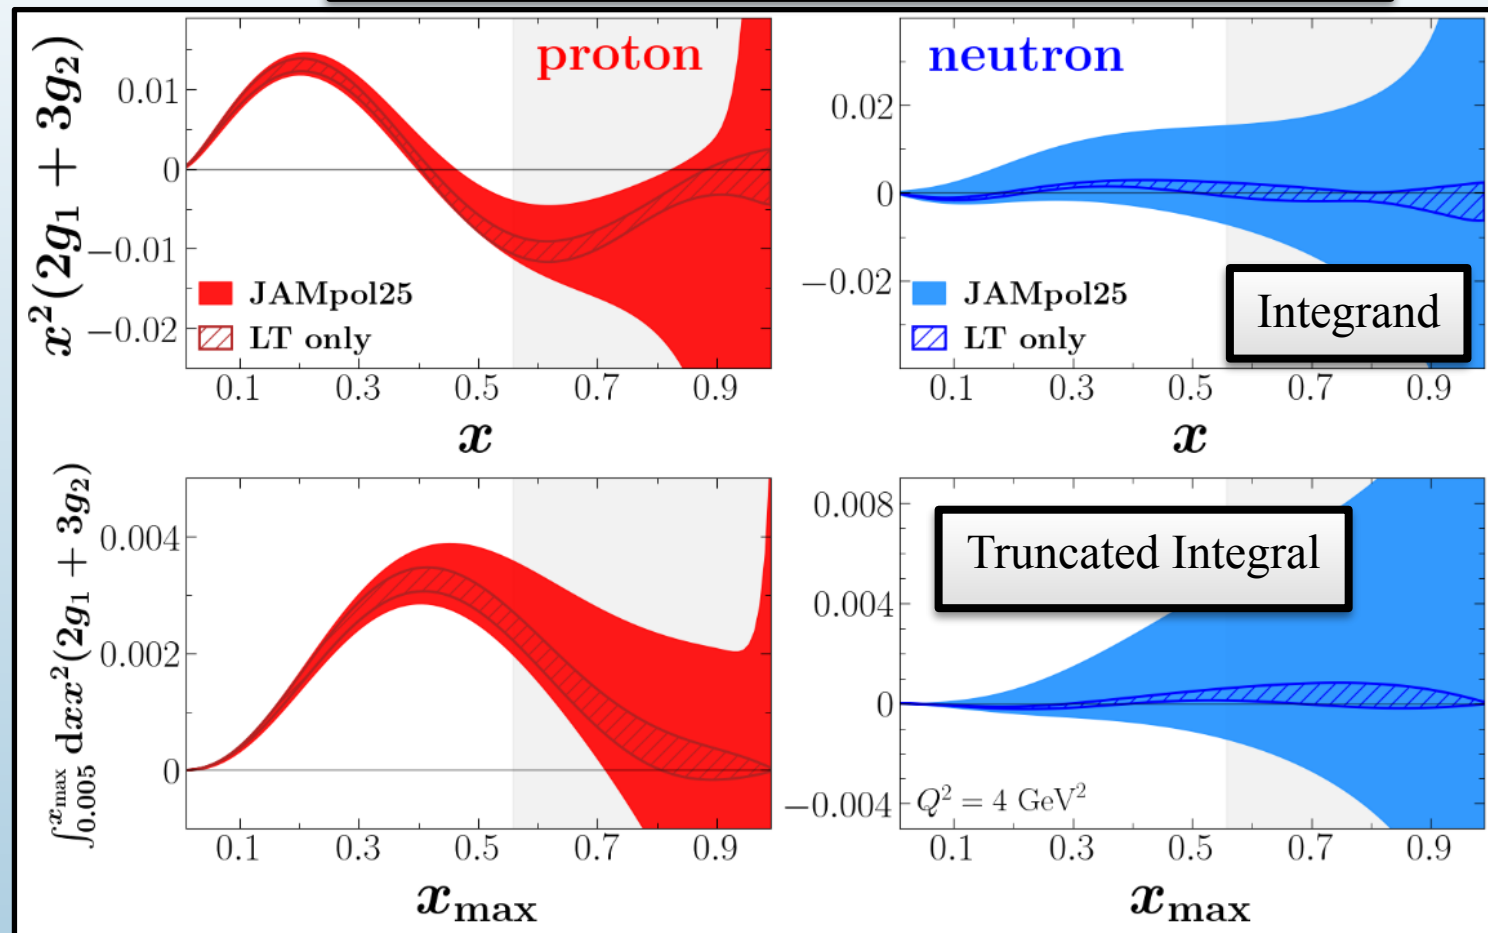 x²(2g₁ + 3g₂)
proton
0.01
0
−0.01
−0.02
JAMpol25
LT only
0.1 0.3 0.5 0.7 0.9
x
neutron
0.02
0
−0.02
JAMpol25
LT only
Integrand
0.1 0.3 0.5 0.7 0.9
x
∫₀.₀₀₅^xmax dxx²(2g₁ + 3g₂)
0.004
0.002
0
0.1 0.3 0.5 0.7 0.9
xmax
0.008
0.004
0
−0.004
Truncated Integral
Q² = 4 GeV²
0.1 0.3 0.5 0.7 0.9
xmax